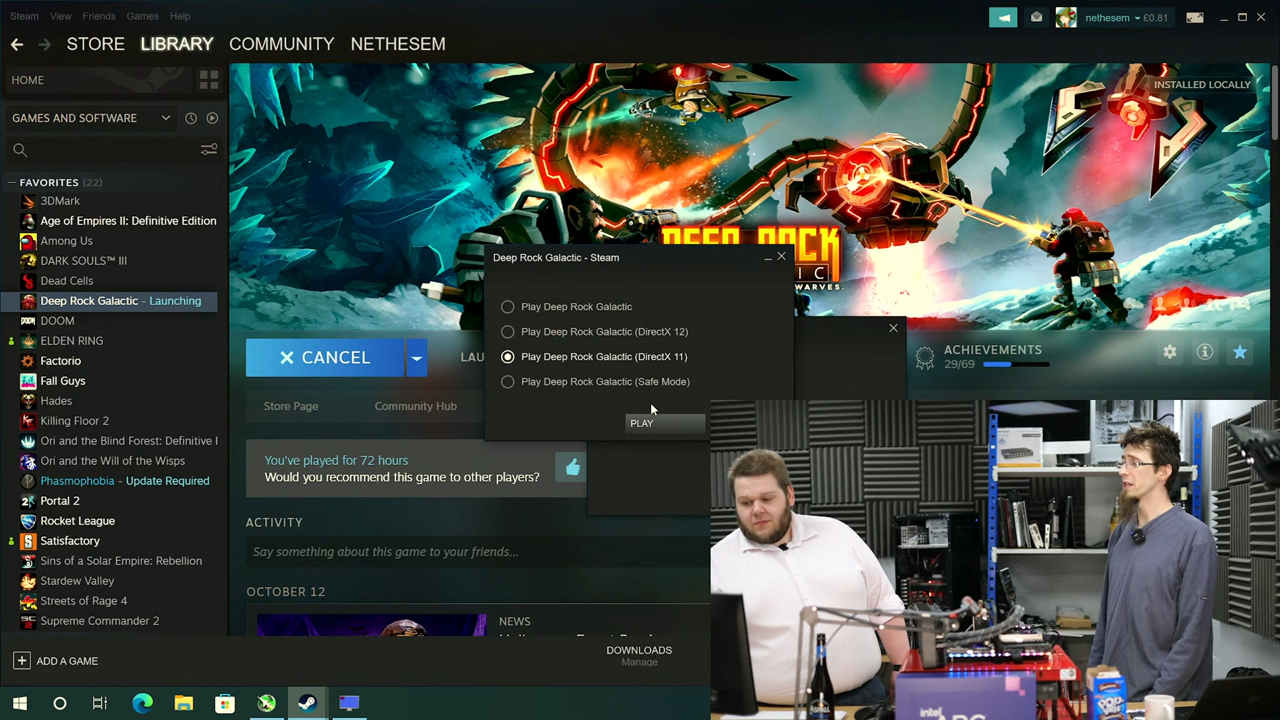 Steam View Friends Games Help
nethesem £0.81
STORE LIBRARY COMMUNITY NETHESEM
HOME
GAMES AND SOFTWARE
FAVORITES (22)
3DMark
Age of Empires II: Definitive Edition
Among Us
DARK SOULS™ III
Dead Cells
Deep Rock Galactic - Launching
DOOM
ELDEN RING
Factorio
Fall Guys
Hades
Killing Floor 2
Ori and the Blind Forest: Definitive I
Ori and the Will of the Wisps
Phasmophobia - Update Required
Portal 2
Rocket League
Satisfactory
Sins of a Solar Empire: Rebellion
Stardew Valley
Streets of Rage 4
Supreme Commander 2
ADD A GAME
INSTALLED LOCALLY
DEEP ROCK
IC
WARVES.
Deep Rock Galactic - Steam
Play Deep Rock Galactic
Play Deep Rock Galactic (DirectX 12)
Play Deep Rock Galactic (DirectX 11)
Play Deep Rock Galactic (Safe Mode)
PLAY
CANCEL
LAU
ACHIEVEMENTS
29/69
Store Page Community Hub
You've played for 72 hours
Would you recommend this game to other players?
ACTIVITY
Say something about this game to your friends...
OCTOBER 12
NEWS
DOWNLOADS
Manage
intel
ARC